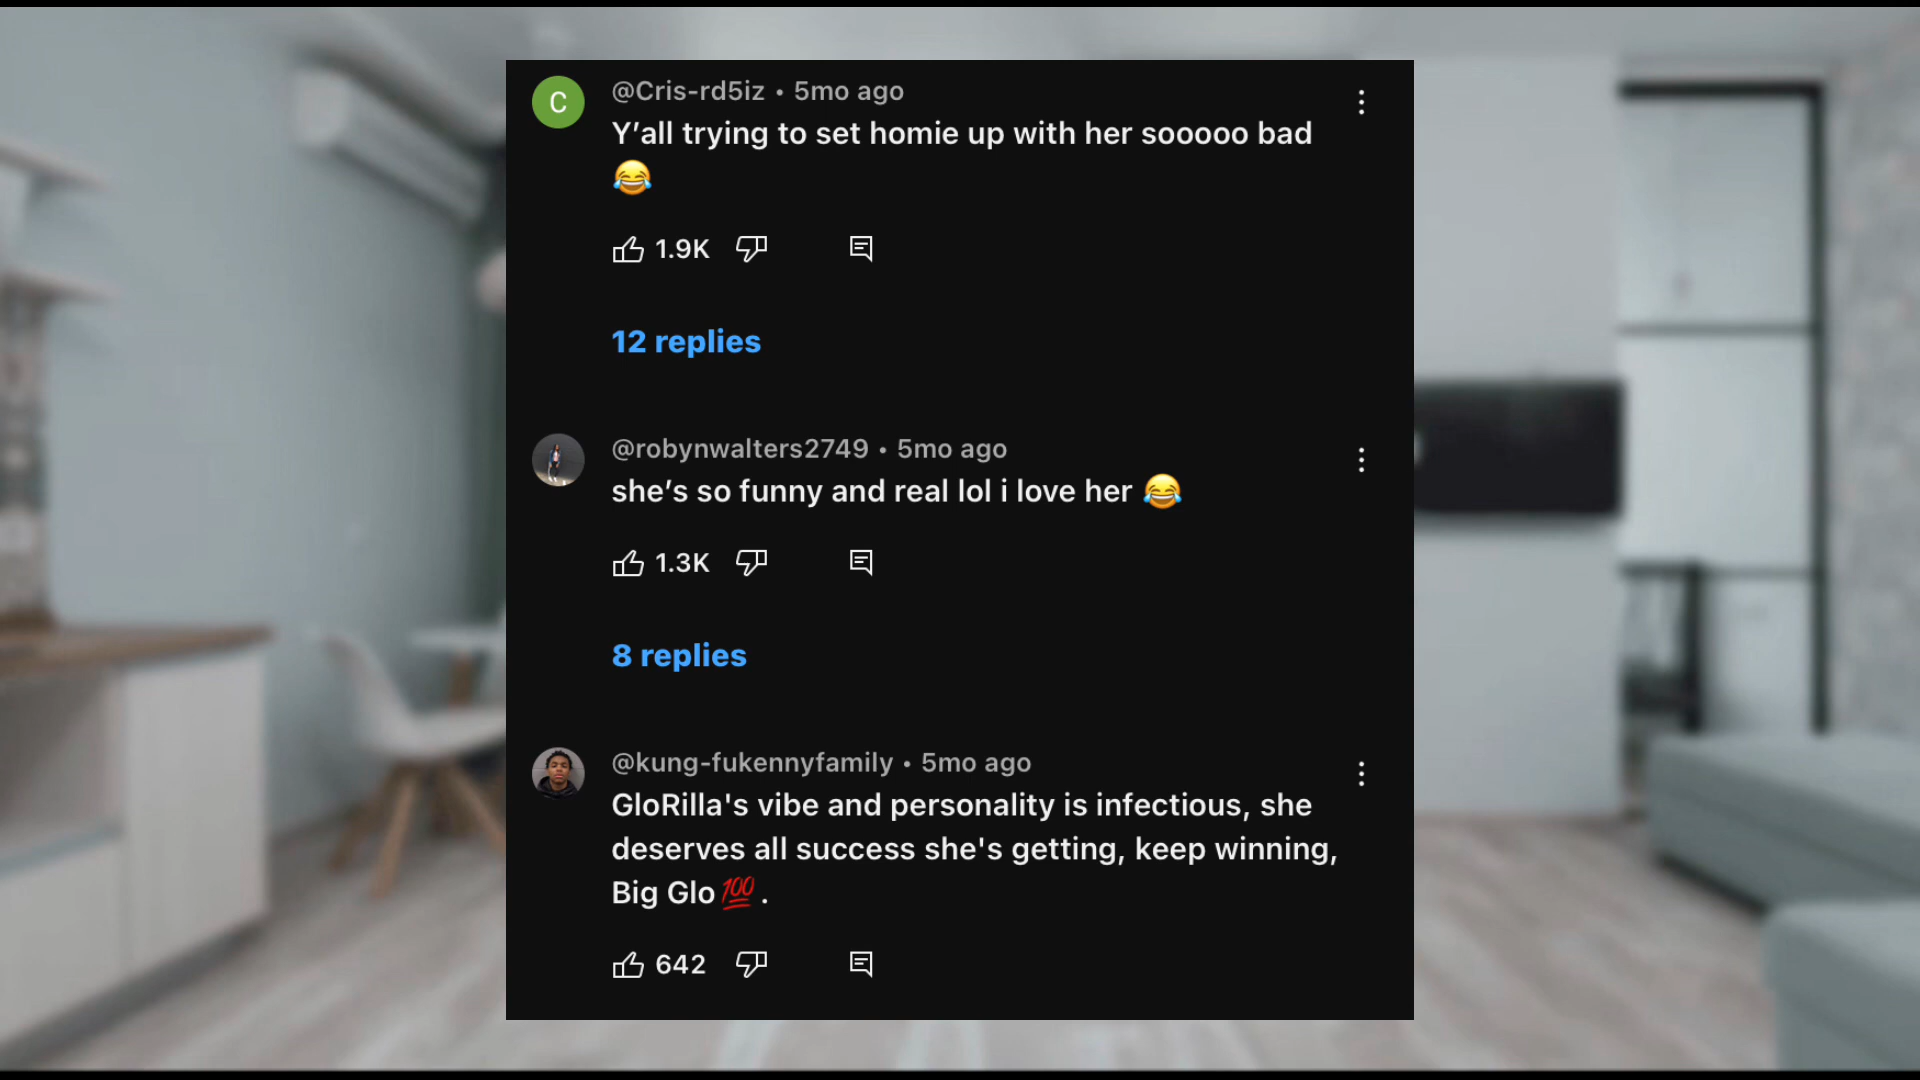 C
@Cris-rd5iz • 5mo ago
Y’all trying to set homie up with her sooooo bad
😂
1.9K
12 replies
@robynwalters2749 • 5mo ago
she’s so funny and real lol i love her 😂
1.3K
8 replies
@kung-fukennyfamily • 5mo ago
GloRilla's vibe and personality is infectious, she
deserves all success she's getting, keep winning,
Big Glo💯.
642